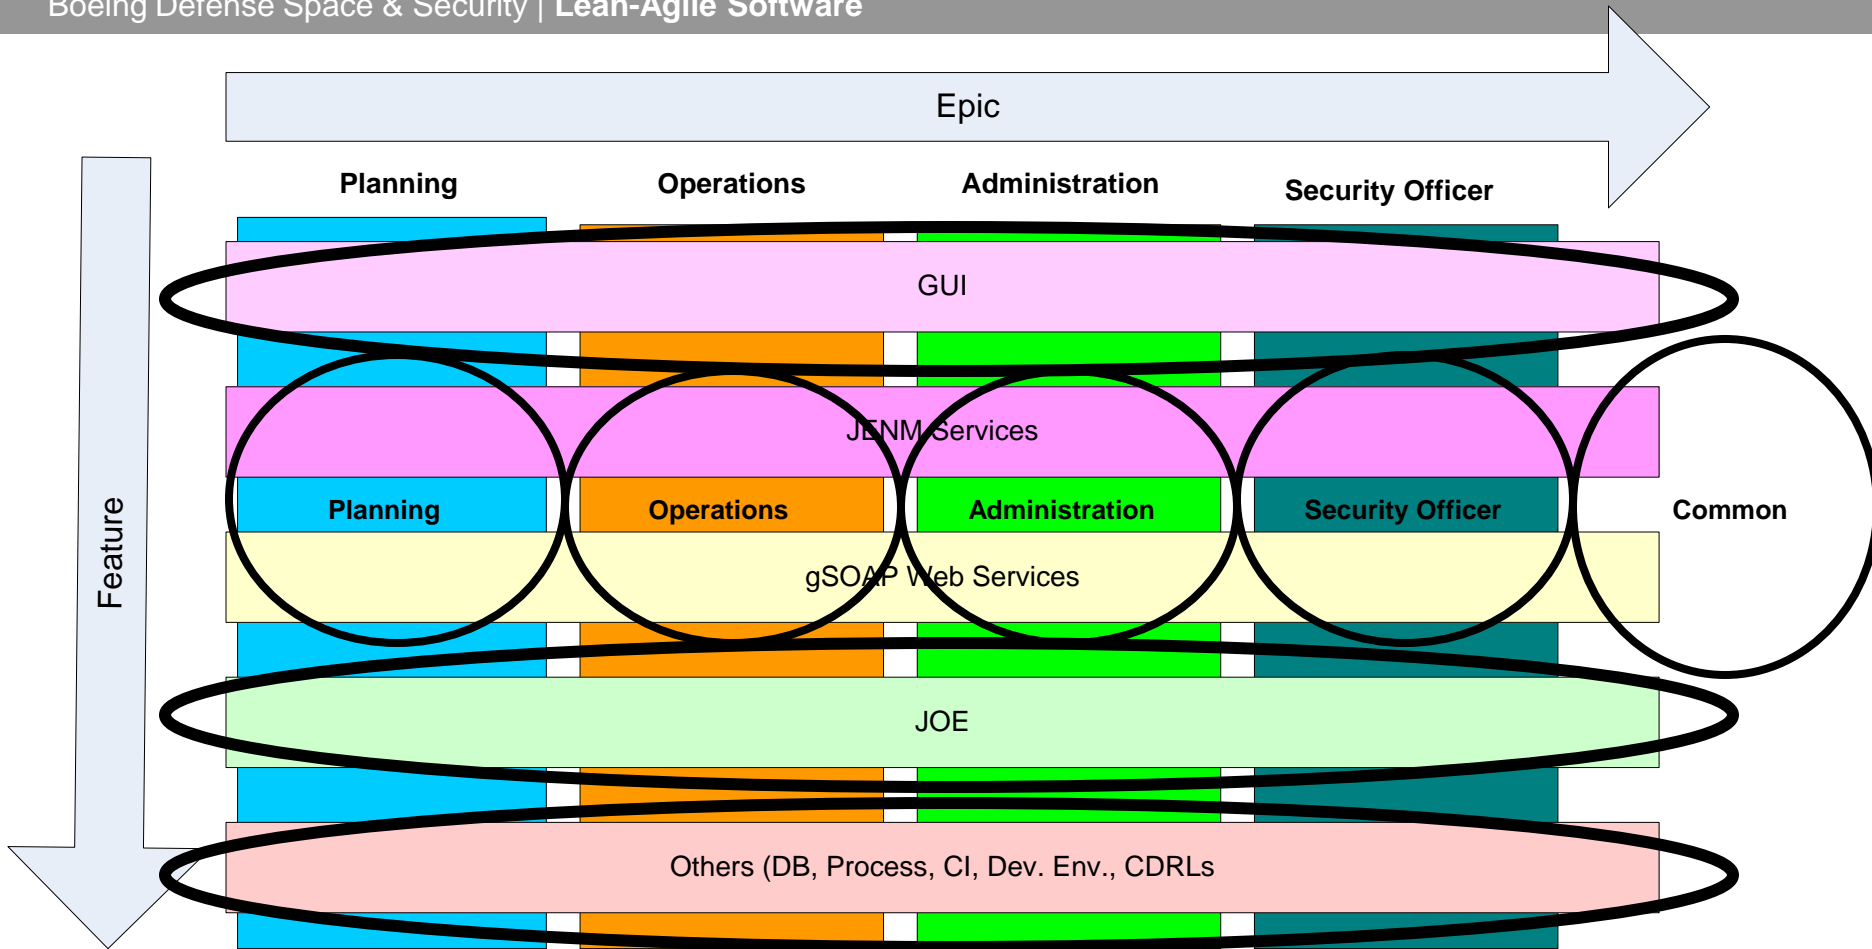 Boeing Defense Space & Security | Lean-Agile Software
Epic
Planning Operations Administration Security Officer
GUI
JENM Services
Planning Operations Administration Security Officer Common
Feature
gSOAP Web Services
JOE
Others (DB, Process, CI, Dev. Env., CDRLs